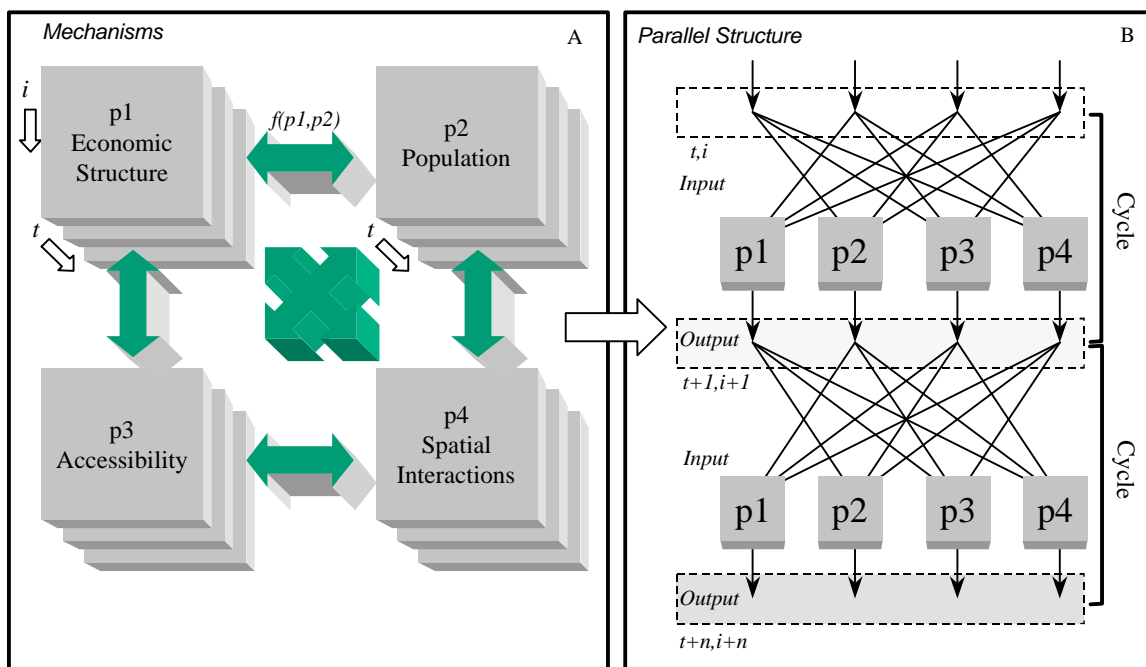 Mechanisms
A
i
p1
Economic
Structure
f(p1,p2)
p2
Population
t
t
p3
Accessibility
p4
Spatial
Interactions
Parallel Structure
B
t,i
Input
p1 p2 p3 p4
Cycle
Output
t+1,i+1
Input
p1 p2 p3 p4
Cycle
Output
t+n,i+n